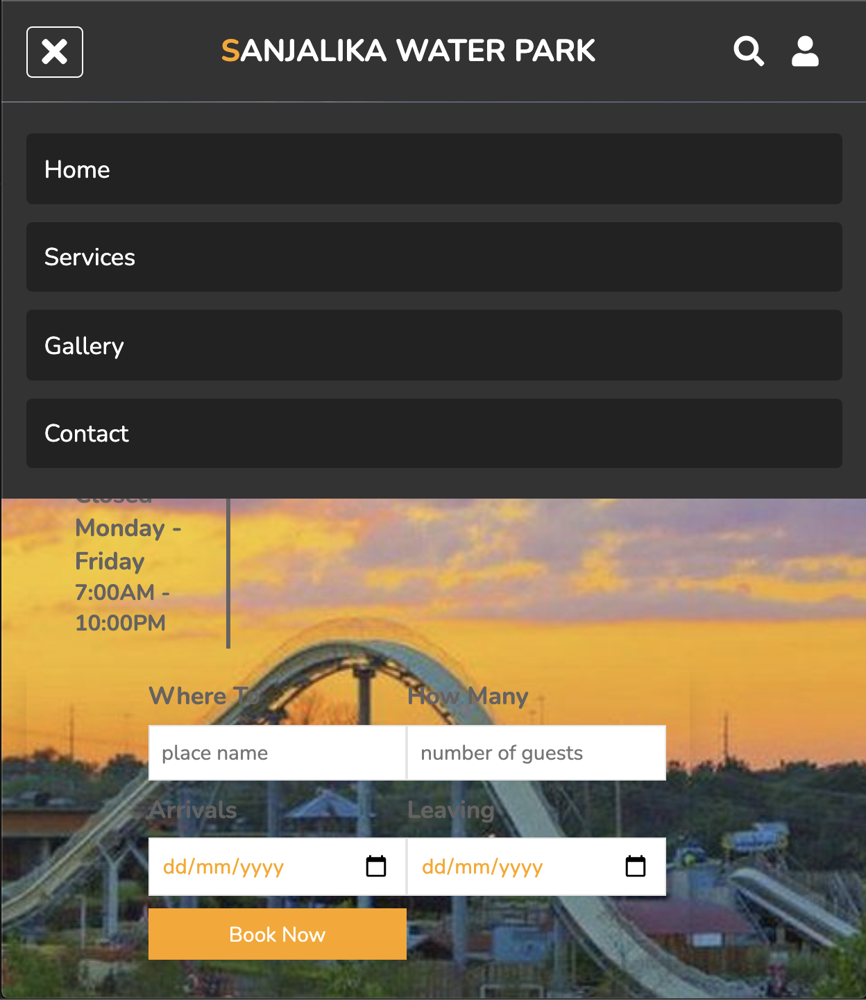 SANJALIKA WATER PARK
Home
Services
Gallery
Contact
Closed
Monday -
Friday
7:00AM -
10:00PM
Where To How Many
place name number of guests
Arrivals Leaving
dd/mm/yyyy dd/mm/yyyy
Book Now